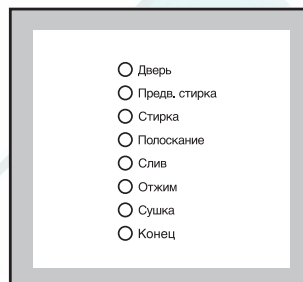 Дверь
Предв. стирка
Стирка
Полоскание
Слив
Отжим
Сушка
Конец